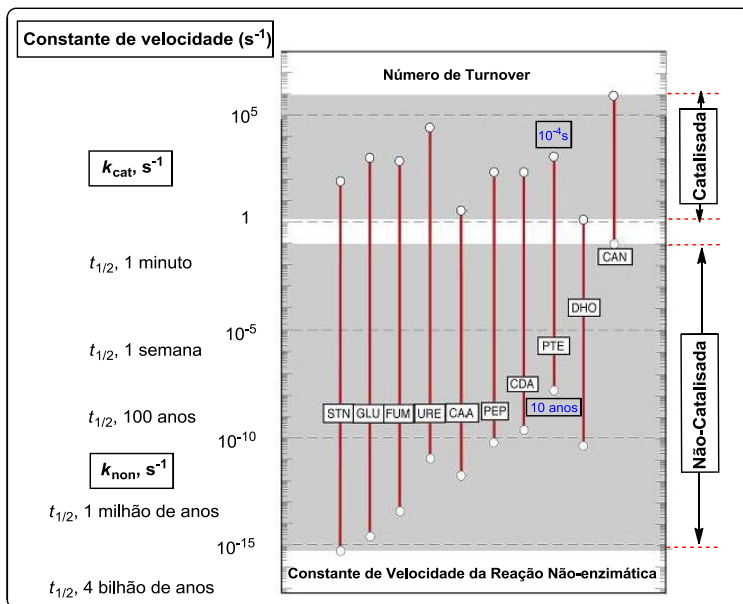 Constante de velocidade (s-1)
Número de Turnover
10^5
10^-4s
kcat, s-1
Catalisada
1
t1/2, 1 minuto
CAN
DHO
10^-5
t1/2, 1 semana
PTE
CDA
STN GLU FUM URE CAA PEP
10 anos
t1/2, 100 anos
10^-10
Não-Catalisada
knon, s-1
t1/2, 1 milhão de anos
10^-15
Constante de Velocidade da Reação Não-enzimática
t1/2, 4 bilhão de anos